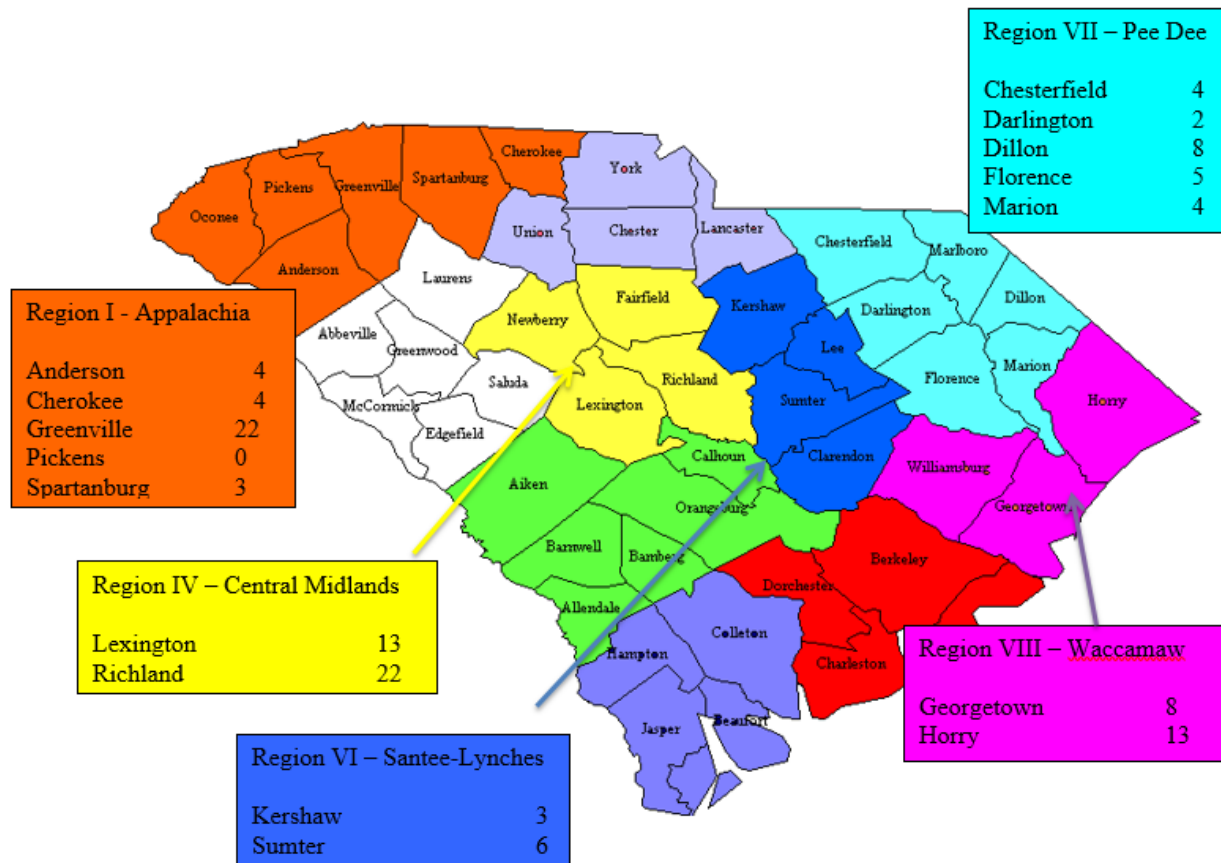 Region VII – Pee Dee
Chesterfield 4
Darlington 2
Dillon 8
Florence 5
Marion 4
Cherokee
York
Pickens
Greenville
Spartanburg
Oconee
Union
Chester
Lancaster
Chesterfield
Marlboro
Anderson
Laurens
Fairfield
Kershaw
Dillon
Darlington
Newberry
Abbeville
Greenwood
Lee
Marion
Saluda
Richland
Florence
Horry
McCormick
Lexington
Sumter
Edgefield
Calhoun
Clarendon
Williamsburg
Aiken
Orangeburg
Georgetown
Barnwell
Bamberg
Berkeley
Dorchester
Allendale
Colleton
Hampton
Charleston
Jasper
Beaufort
Region I - Appalachia
Anderson 4
Cherokee 4
Greenville 22
Pickens 0
Spartanburg 3
Region IV – Central Midlands
Lexington 13
Richland 22
Region VIII – Waccamaw
Georgetown 8
Horry 13
Region VI – Santee-Lynches
Kershaw 3
Sumter 6